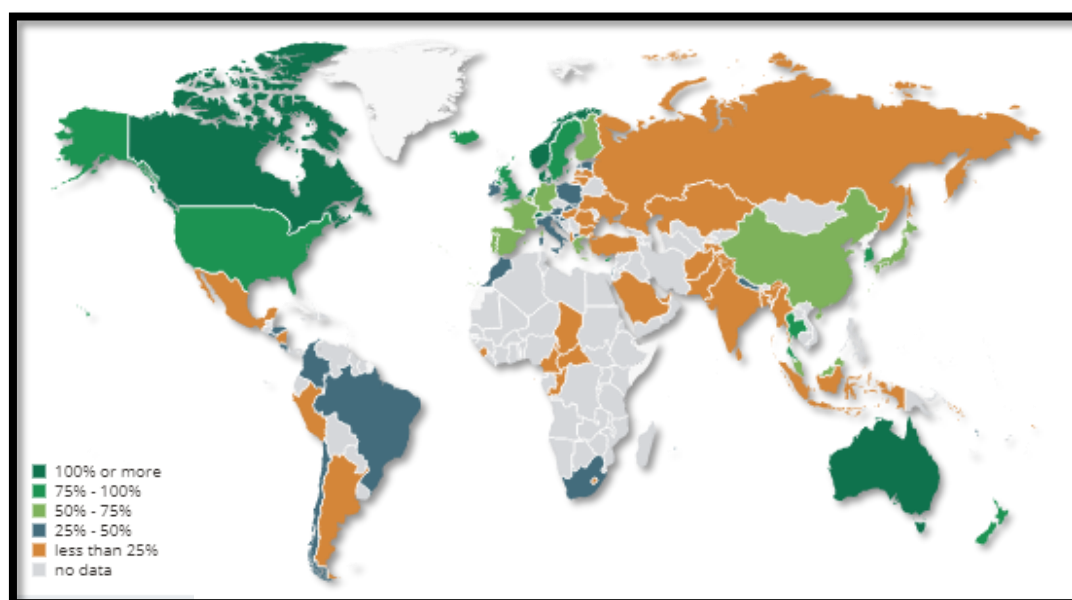 100% or more
75% - 100%
50% - 75%
25% - 50%
less than 25%
no data